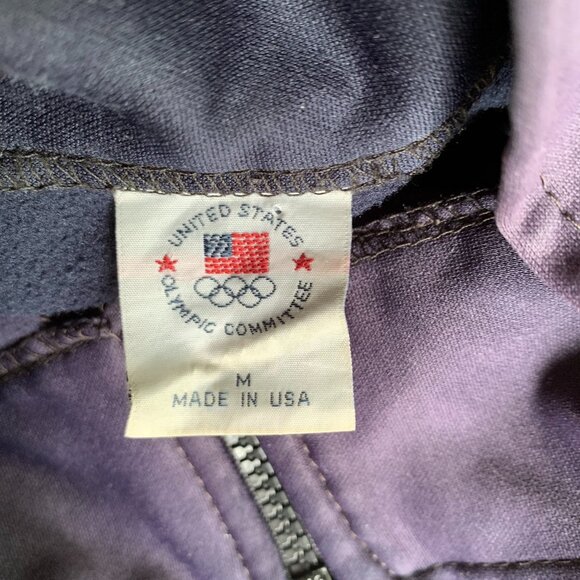 UNITED STATES
OLYMPIC COMMITTEE
M
MADE IN USA